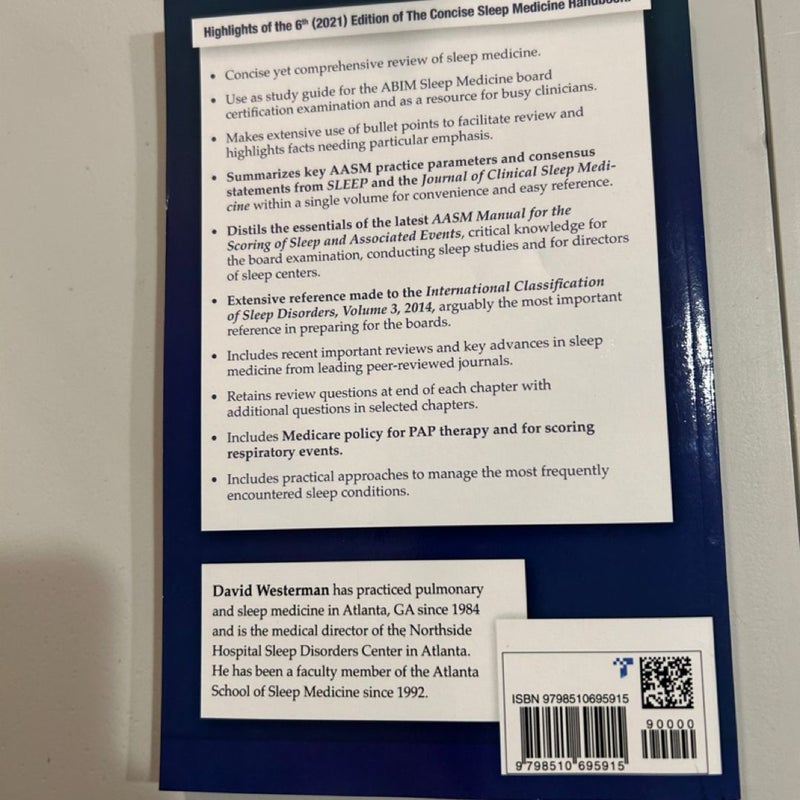 Highlights of the 6th (2021) Edition of The Concise Sleep Medicine Handbook.
• Concise yet comprehensive review of sleep medicine.
• Use as study guide for the ABIM Sleep Medicine board
certification examination and as a resource for busy clinicians.
• Makes extensive use of bullet points to facilitate review and
highlights facts needing particular emphasis.
• Summarizes key AASM practice parameters and consensus
statements from SLEEP and the Journal of Clinical Sleep Medi-
cine within a single volume for convenience and easy reference.
• Distils the essentials of the latest AASM Manual for the
Scoring of Sleep and Associated Events, critical knowledge for
the board examination, conducting sleep studies and for directors
of sleep centers.
• Extensive reference made to the International Classification
of Sleep Disorders, Volume 3, 2014, arguably the most important
reference in preparing for the boards.
• Includes recent important reviews and key advances in sleep
medicine from leading peer-reviewed journals.
• Retains review questions at end of each chapter with
additional questions in selected chapters.
• Includes Medicare policy for PAP therapy and for scoring
respiratory events.
• Includes practical approaches to manage the most frequently
encountered sleep conditions.
David Westerman has practiced pulmonary
and sleep medicine in Atlanta, GA since 1984
and is the medical director of the Northside
Hospital Sleep Disorders Center in Atlanta.
He has been a faculty member of the Atlanta
School of Sleep Medicine since 1992.
ISBN 9798510695915
90000
9 798510 695915